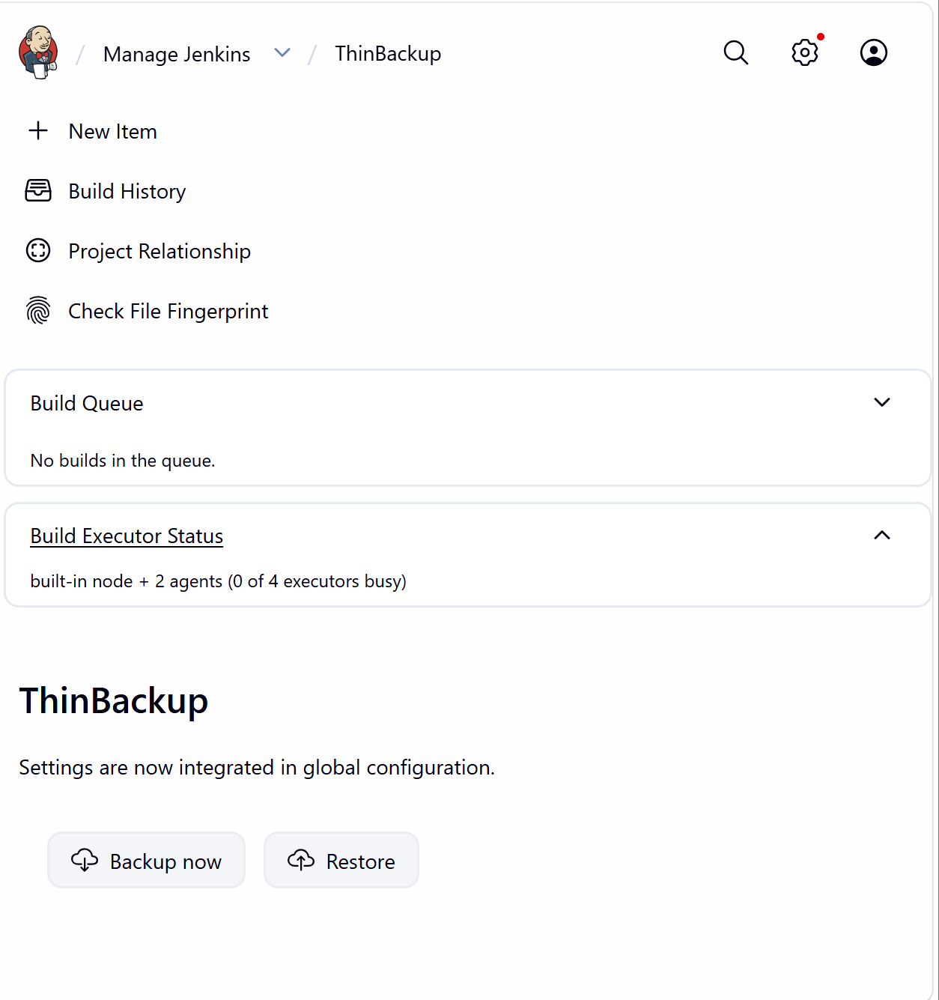 Manage Jenkins
ThinBackup
New Item
Build History
Project Relationship
Check File Fingerprint
Build Queue
No builds in the queue.
Build Executor Status
built-in node + 2 agents (0 of 4 executors busy)
ThinBackup
Settings are now integrated in global configuration.
Backup now
Restore